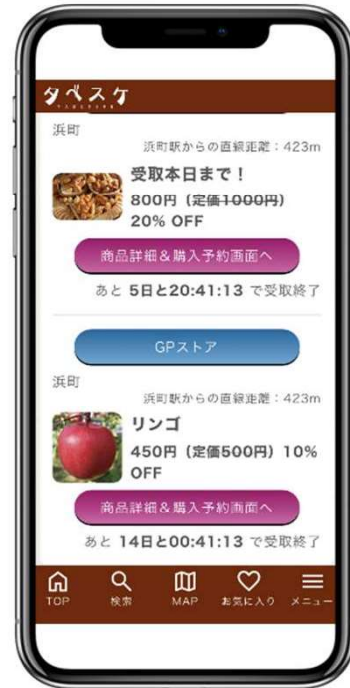 タベスケ
浜町
浜町駅からの直線距離：423m
受取本日まで！
800円（定価1000円）
20% OFF
商品詳細＆購入予約画面へ
あと 5日と20:41:13 で受取終了
GPストア
浜町
浜町駅からの直線距離：423m
リンゴ
450円（定価500円）10%
OFF
商品詳細＆購入予約画面へ
あと 14日と00:41:13 で受取終了
TOP 検索 MAP お気に入り メニュー